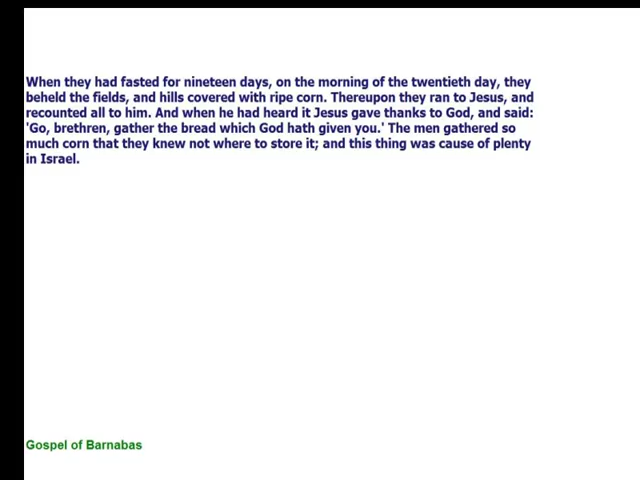 When they had fasted for nineteen days, on the morning of the twentieth day, they
beheld the fields, and hills covered with ripe corn. Thereupon they ran to Jesus, and
recounted all to him. And when he had heard it Jesus gave thanks to God, and said:
'Go, brethren, gather the bread which God hath given you.' The men gathered so
much corn that they knew not where to store it; and this thing was cause of plenty
in Israel.
Gospel of Barnabas